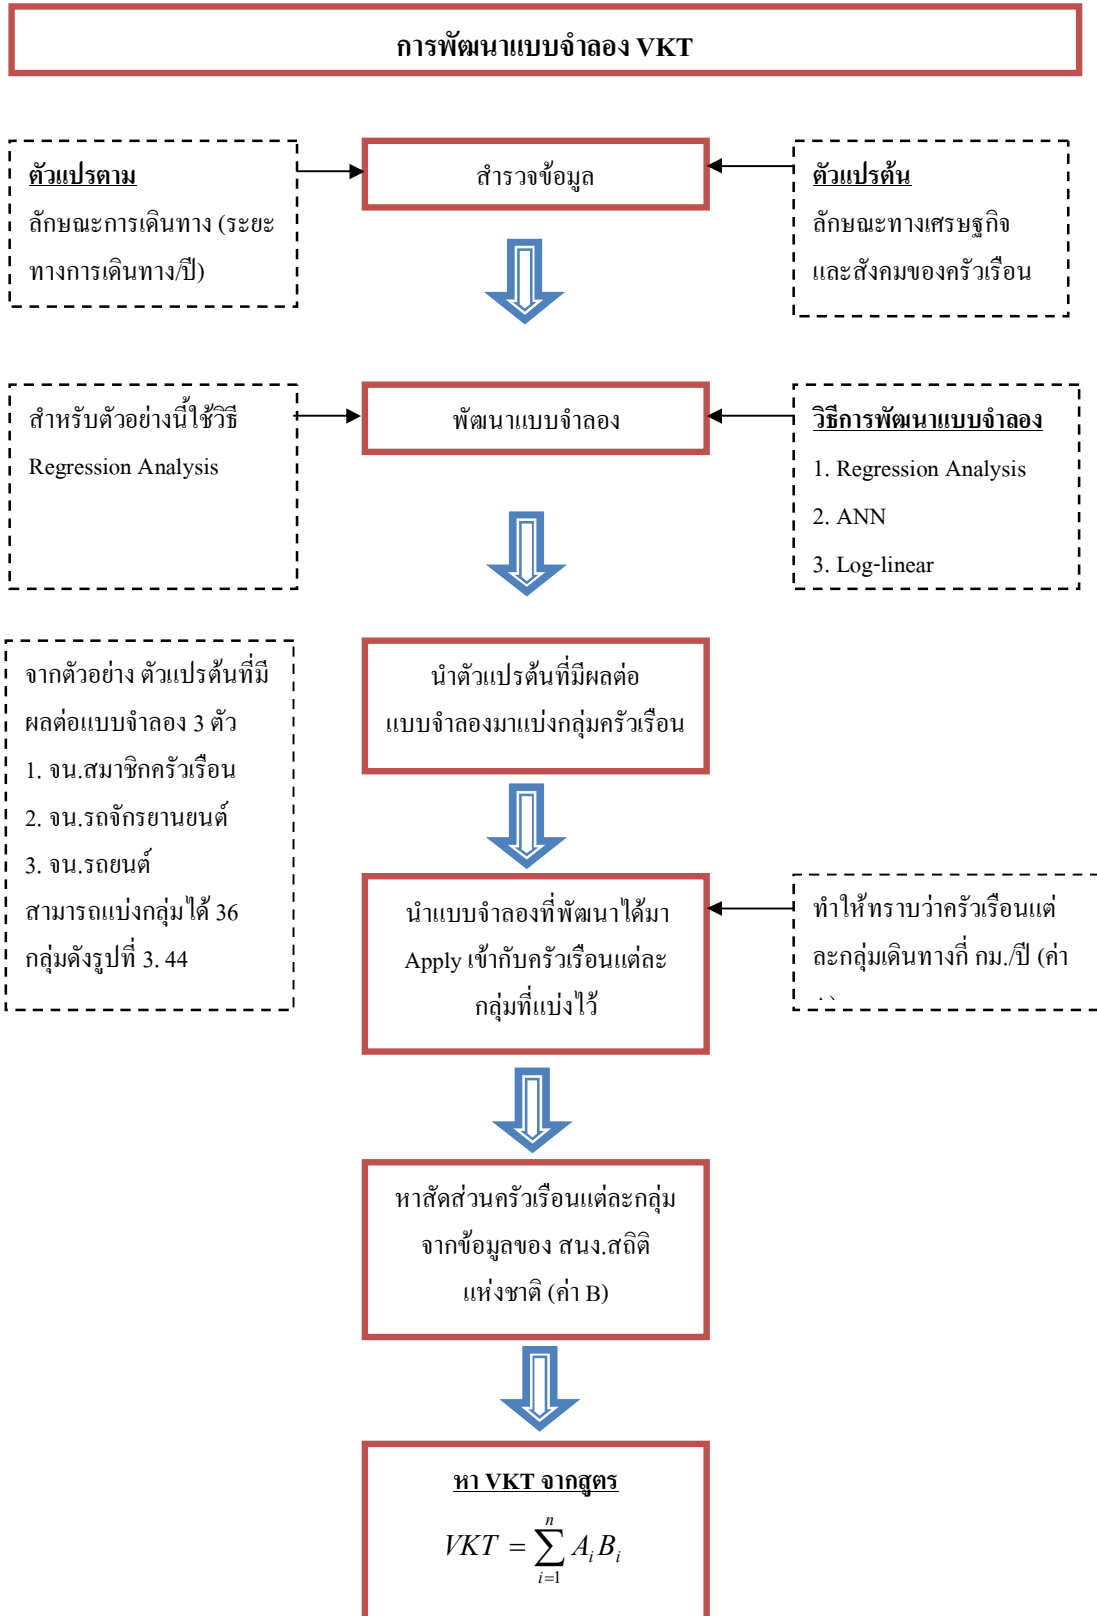 การพัฒนาแบบจำลอง VKT
ตัวแปรตาม
ลักษณะการเดินทาง (ระยะ
ทางการเดินทาง/ปี)
สำรวจข้อมูล
ตัวแปรต้น
ลักษณะทางเศรษฐกิจ
และสังคมของครัวเรือน
สำหรับตัวอย่างนี้ใช้วิธี
Regression Analysis
พัฒนาแบบจำลอง
วิธีการพัฒนาแบบจำลอง
1. Regression Analysis
2. ANN
3. Log-linear
จากตัวอย่าง ตัวแปรต้นที่มี
ผลต่อแบบจำลอง 3 ตัว
1. จน.สมาชิกครัวเรือน
2. จน.รถจักรยานยนต์
3. จน.รถยนต์
สามารถแบ่งกลุ่มได้ 36
กลุ่มดังรูปที่ 3. 44
นำตัวแปรต้นที่มีผลต่อ
แบบจำลองมาแบ่งกลุ่มครัวเรือน
นำแบบจำลองที่พัฒนาได้มา
Apply เข้ากับครัวเรือนแต่ละ
กลุ่มที่แบ่งไว้
ทำให้ทราบว่าครัวเรือนแต่
ละกลุ่มเดินทางกี่ กม./ปี (ค่า
หาสัดส่วนครัวเรือนแต่ละกลุ่ม
จากข้อมูลของ สนง.สถิติ
แห่งชาติ (ค่า B)
หา VKT จากสูตร
$VKT = \sum_{i=1}^{n} A_i B_i$